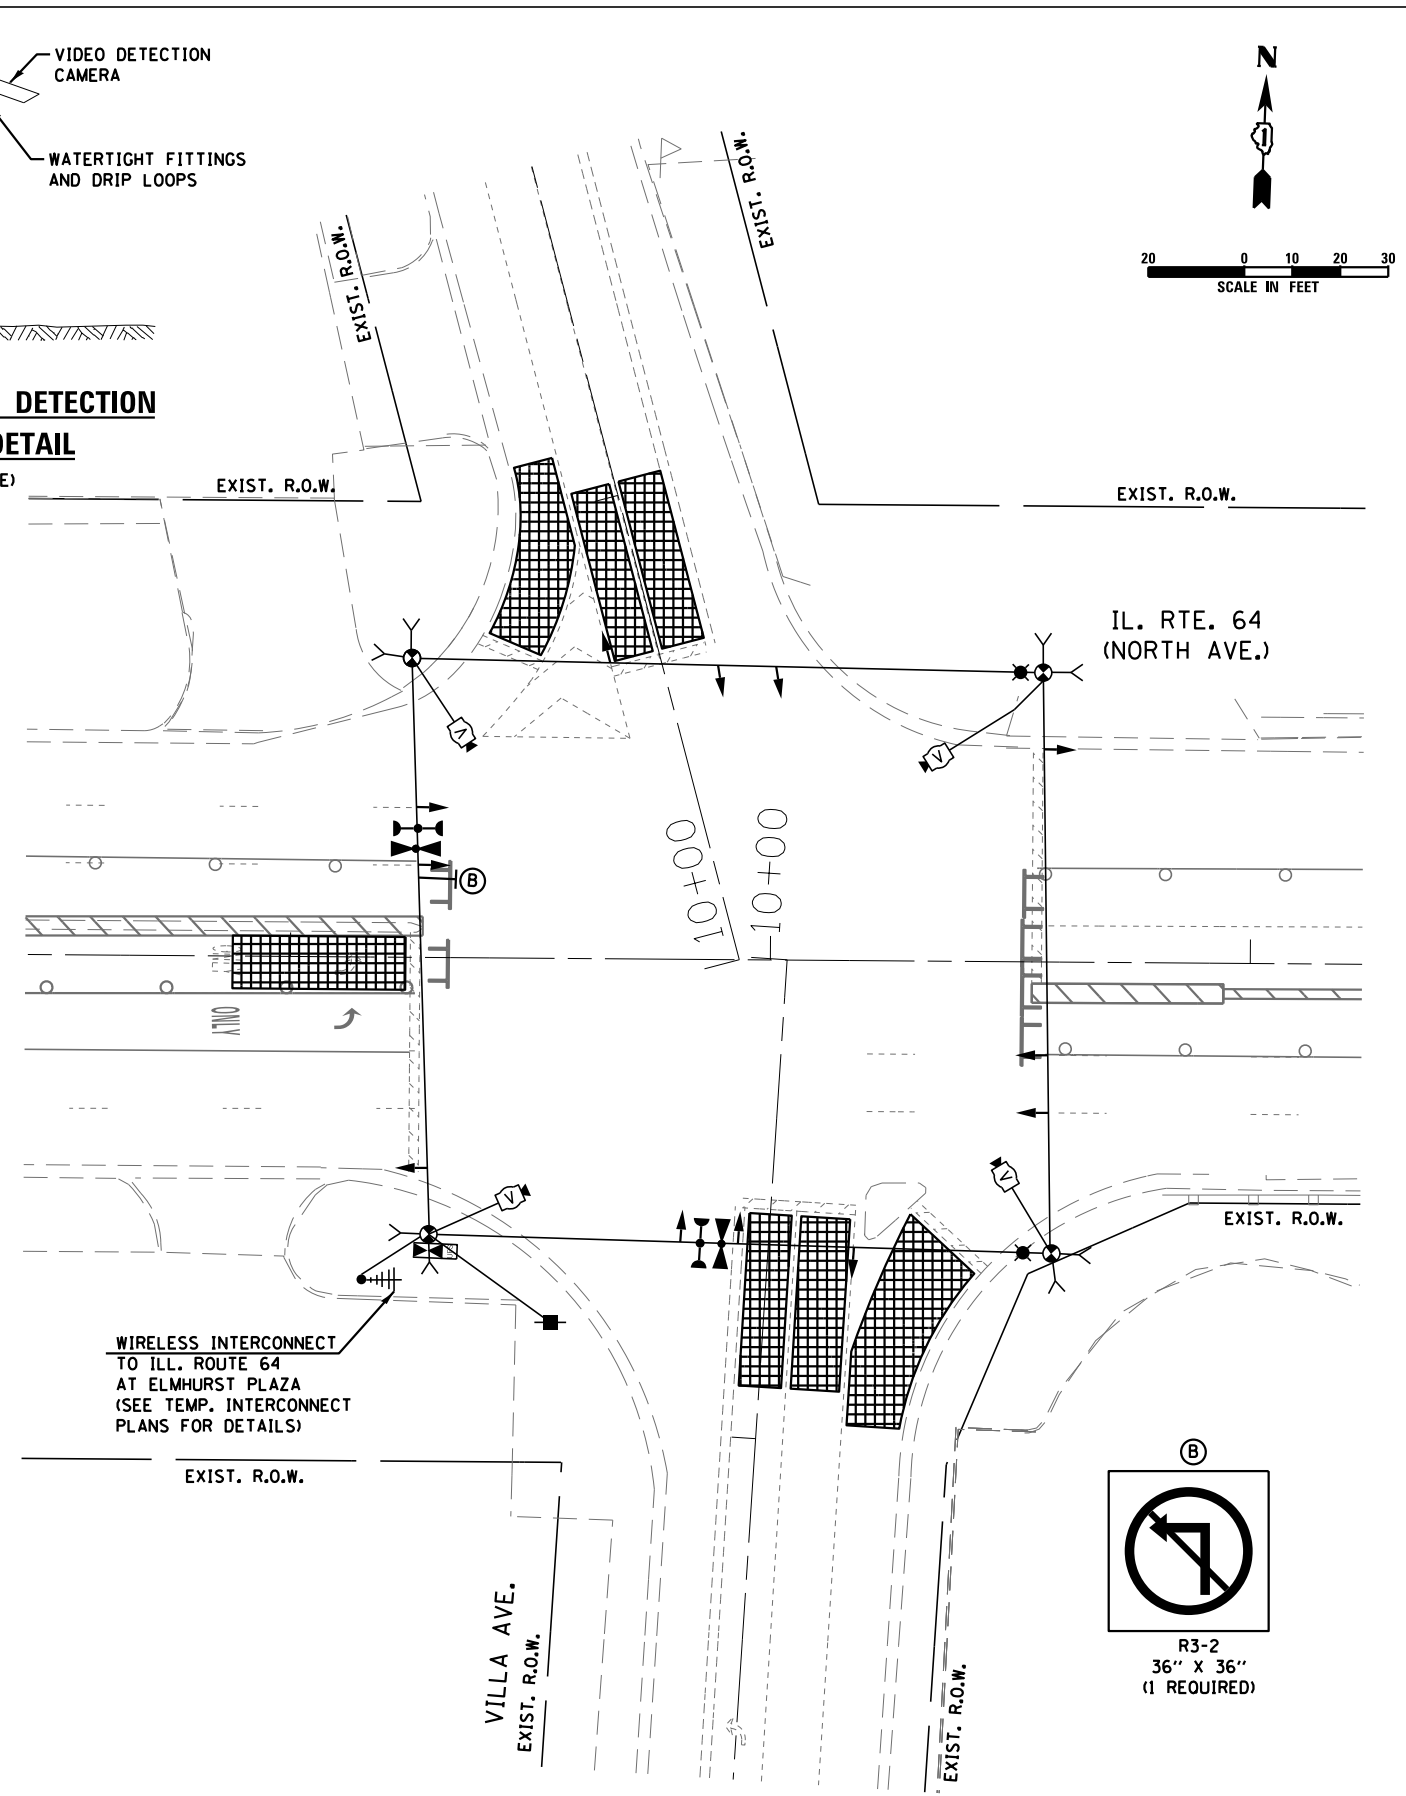 VIDEO DETECTION
CAMERA
WATERTIGHT FITTINGS
AND DRIP LOOPS
N
1
20 0 10 20 30
SCALE IN FEET
EXIST. R.O.W.
EXIST. R.O.W.
DETECTION
DETAIL
E)
EXIST. R.O.W.
EXIST. R.O.W.
IL. RTE. 64
(NORTH AVE.)
V
V
10+00
10+00
B
ONLY
V
V
EXIST. R.O.W.
WIRELESS INTERCONNECT
TO ILL. ROUTE 64
AT ELMHURST PLAZA
(SEE TEMP. INTERCONNECT
PLANS FOR DETAILS)
EXIST. R.O.W.
VILLA AVE.
EXIST. R.O.W.
EXIST. R.O.W.
B
R3-2
36" X 36"
(1 REQUIRED)